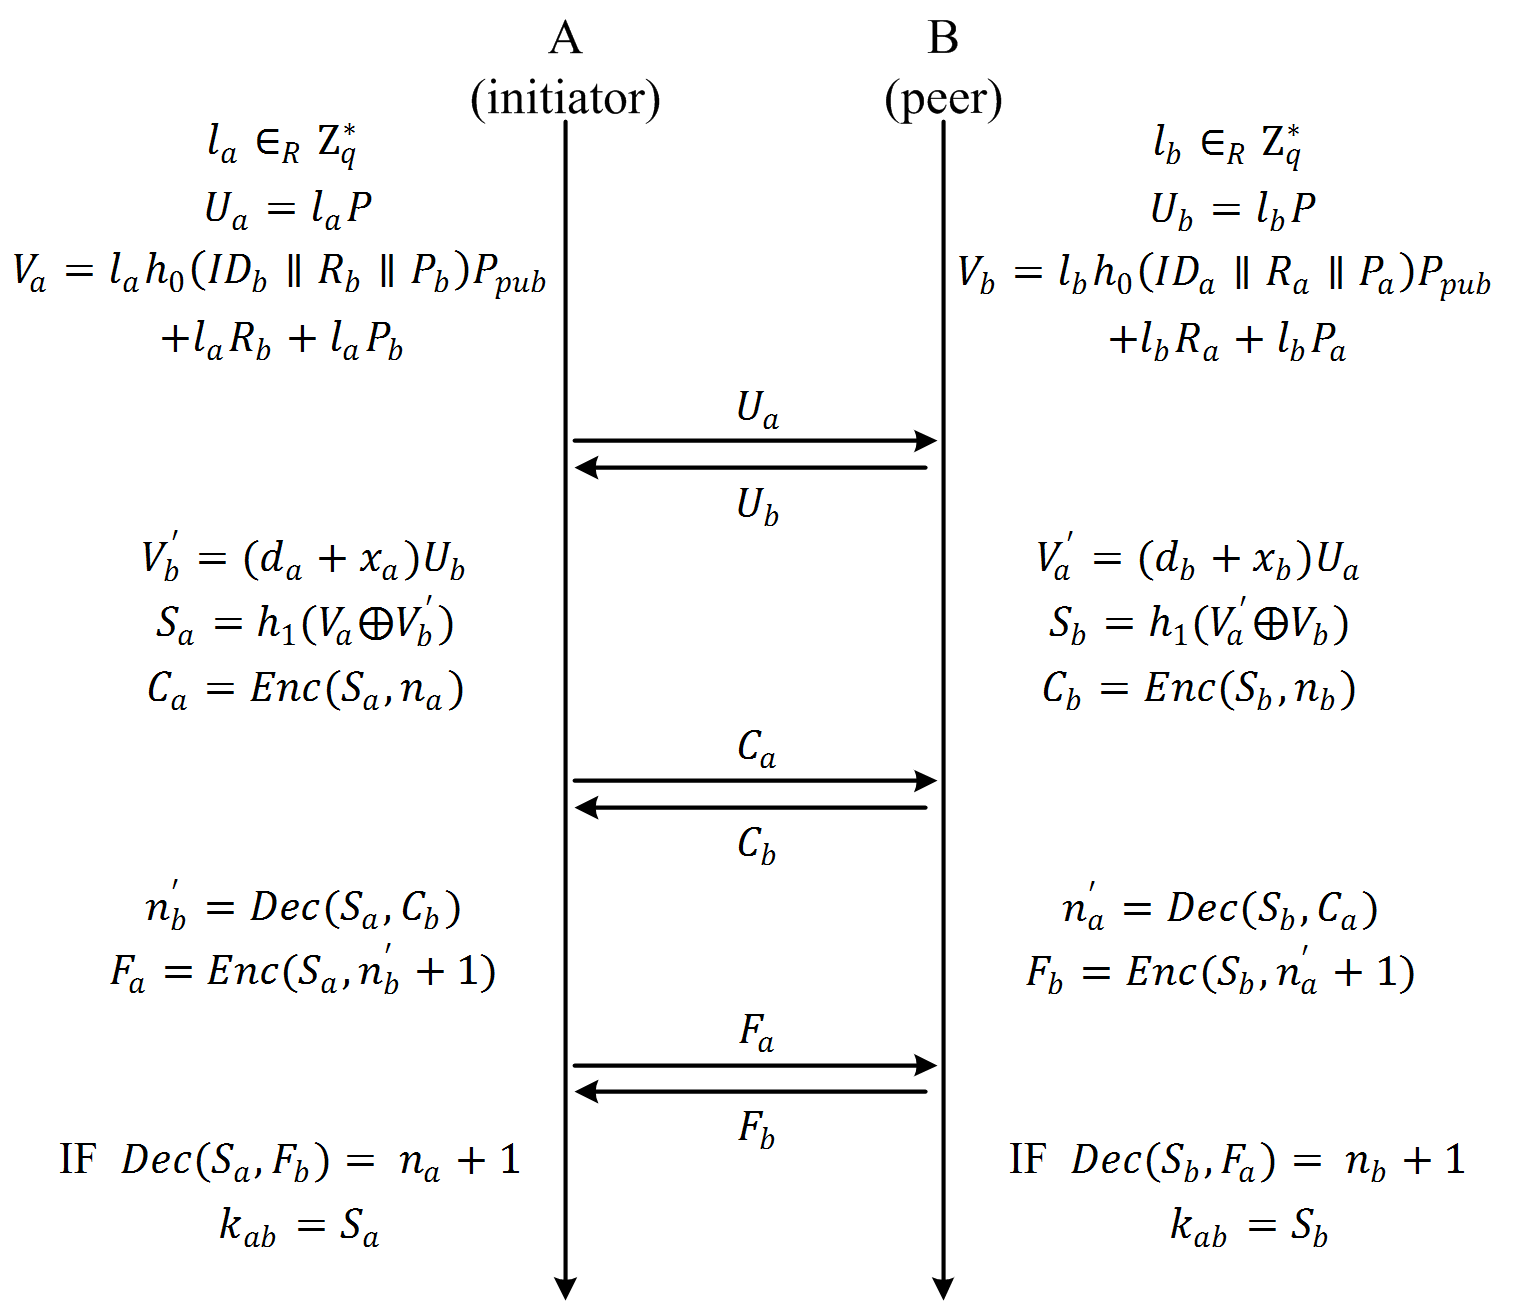 A
(initiator)
B
(peer)
l_a ∈_R Z_q^*
U_a = l_a P
V_a = l_a h_0(ID_b ∥ R_b ∥ P_b)P_pub
+l_a R_b + l_a P_b
l_b ∈_R Z_q^*
U_b = l_b P
V_b = l_b h_0(ID_a ∥ R_a ∥ P_a)P_pub
+l_b R_a + l_b P_a
U_a
U_b
V_b^' = (d_a + x_a)U_b
S_a = h_1(V_a⊕V_b^')
C_a = Enc(S_a, n_a)
V_a^' = (d_b + x_b)U_a
S_b = h_1(V_a^'⊕V_b)
C_b = Enc(S_b, n_b)
C_a
C_b
n_b^' = Dec(S_a, C_b)
F_a = Enc(S_a, n_b^' + 1)
n_a^' = Dec(S_b, C_a)
F_b = Enc(S_b, n_a^' + 1)
F_a
F_b
IF Dec(S_a, F_b) = n_a + 1
k_ab = S_a
IF Dec(S_b, F_a) = n_b + 1
k_ab = S_b